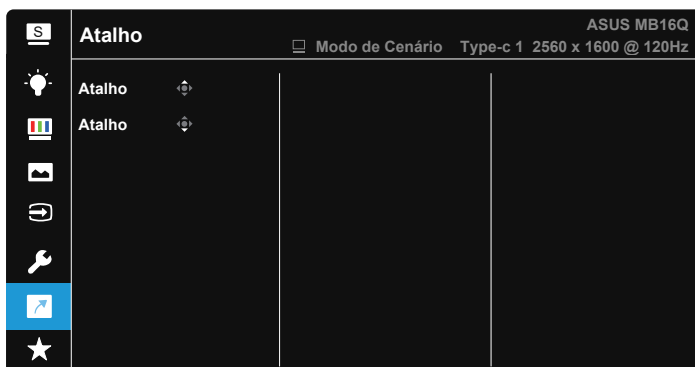 S
Atalho
ASUS MB16Q
Modo de Cenário Type-c 1 2560 x 1600 @ 120Hz
Atalho
Atalho